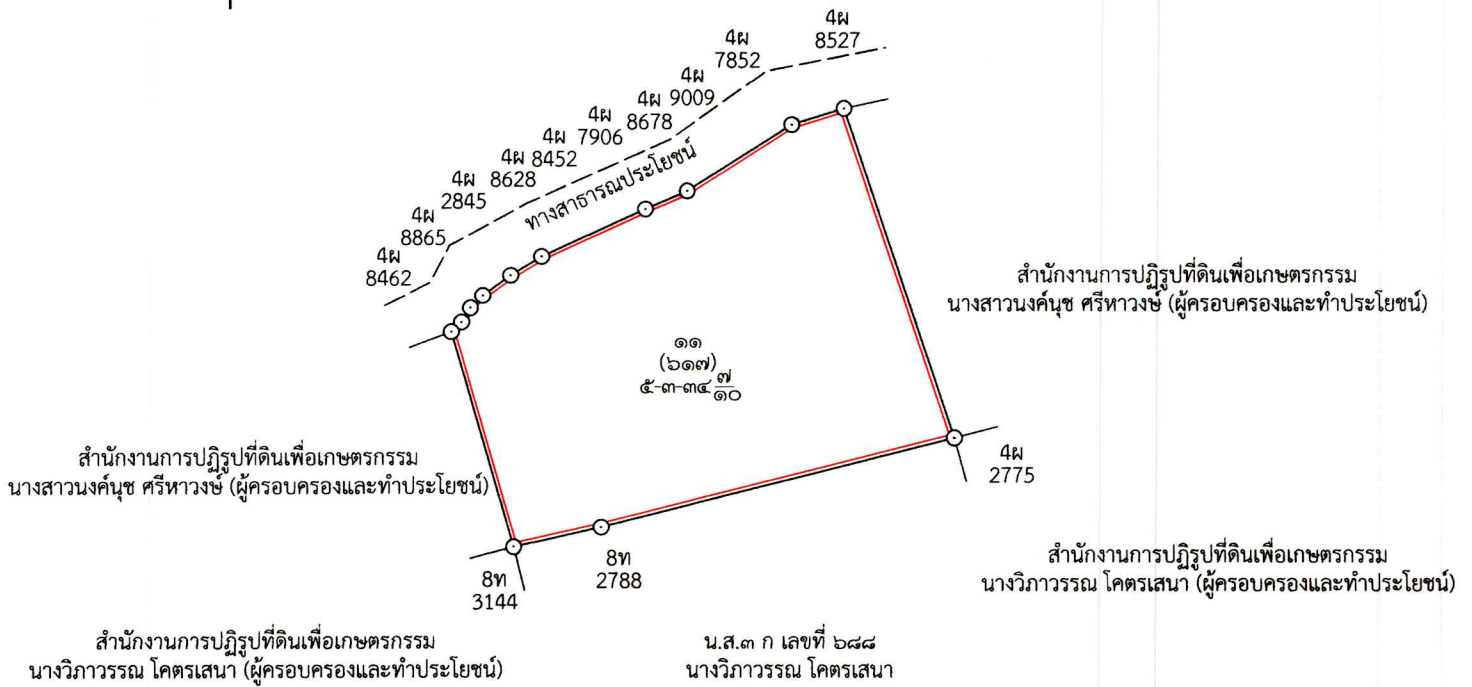 4ผ
8527
4ผ
7852
4ผ
9009
4ผ
8678
4ผ
7906
4ผ
8452
4ผ
8628
4ผ
2845
4ผ
8865
4ผ
8462
ทางสาธารณประโยชน์
สำนักงานการปฏิรูปที่ดินเพื่อเกษตรกรรม
นางสาวนงค์นุช ศรีหาวงษ์ (ผู้ครอบครองและทำประโยชน์)
๑๑
(๖๑๗)
๕-๓-๓๔ ๗/๑๐
สำนักงานการปฏิรูปที่ดินเพื่อเกษตรกรรม
นางสาวนงค์นุช ศรีหาวงษ์ (ผู้ครอบครองและทำประโยชน์)
4ผ
2775
8ท
2788
8ท
3144
สำนักงานการปฏิรูปที่ดินเพื่อเกษตรกรรม
นางวิภาวรรณ โคตรเสนา (ผู้ครอบครองและทำประโยชน์)
สำนักงานการปฏิรูปที่ดินเพื่อเกษตรกรรม
นางวิภาวรรณ โคตรเสนา (ผู้ครอบครองและทำประโยชน์)
น.ส.๓ ก เลขที่ ๖๘๘
นางวิภาวรรณ โคตรเสนา